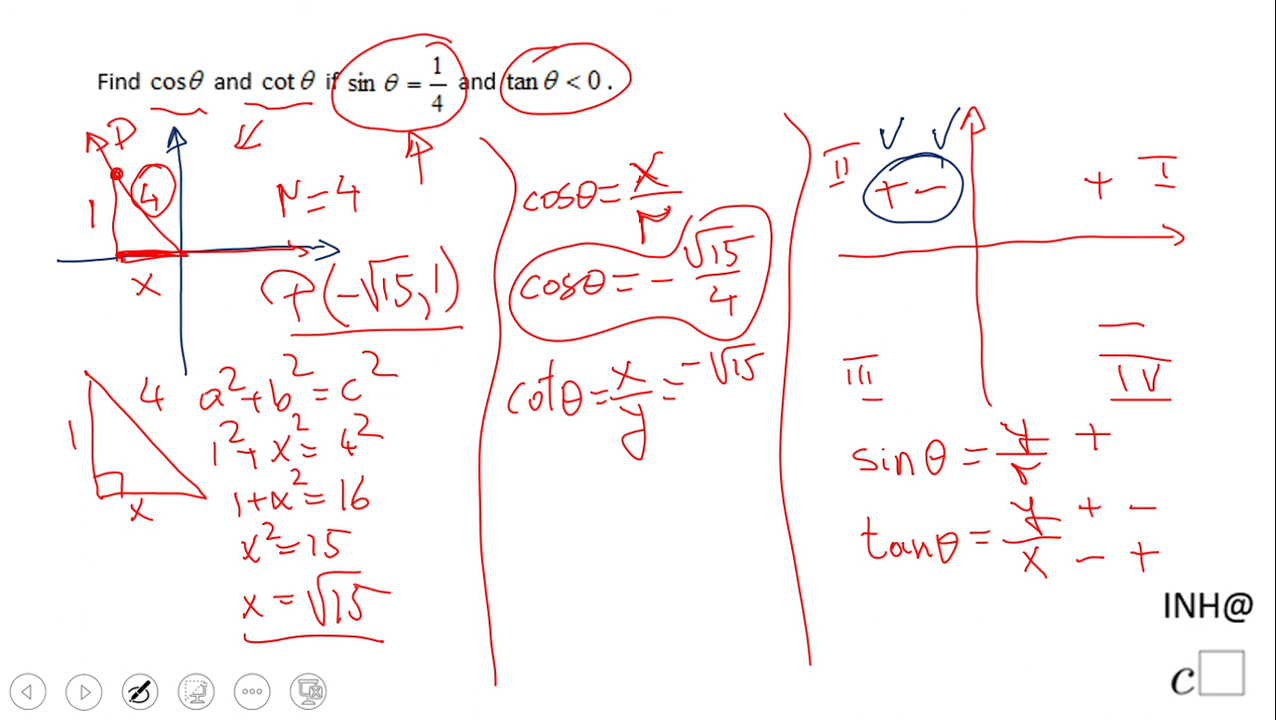 Find cosθ and cot θ if sin θ = 1/4 and tan θ < 0.
P
4
1
x
r = 4
P(-√15, 1)
4
1
x
a² + b² = c²
1² + x² = 4²
1 + x² = 16
x² = 15
x = √15
cosθ = x/r
cosθ = - √15/4
cotθ = x/y = -√15
II
+ -
+ I
III
-
IV
sinθ = y/r +
tanθ = y/x + - - +
INH@
c